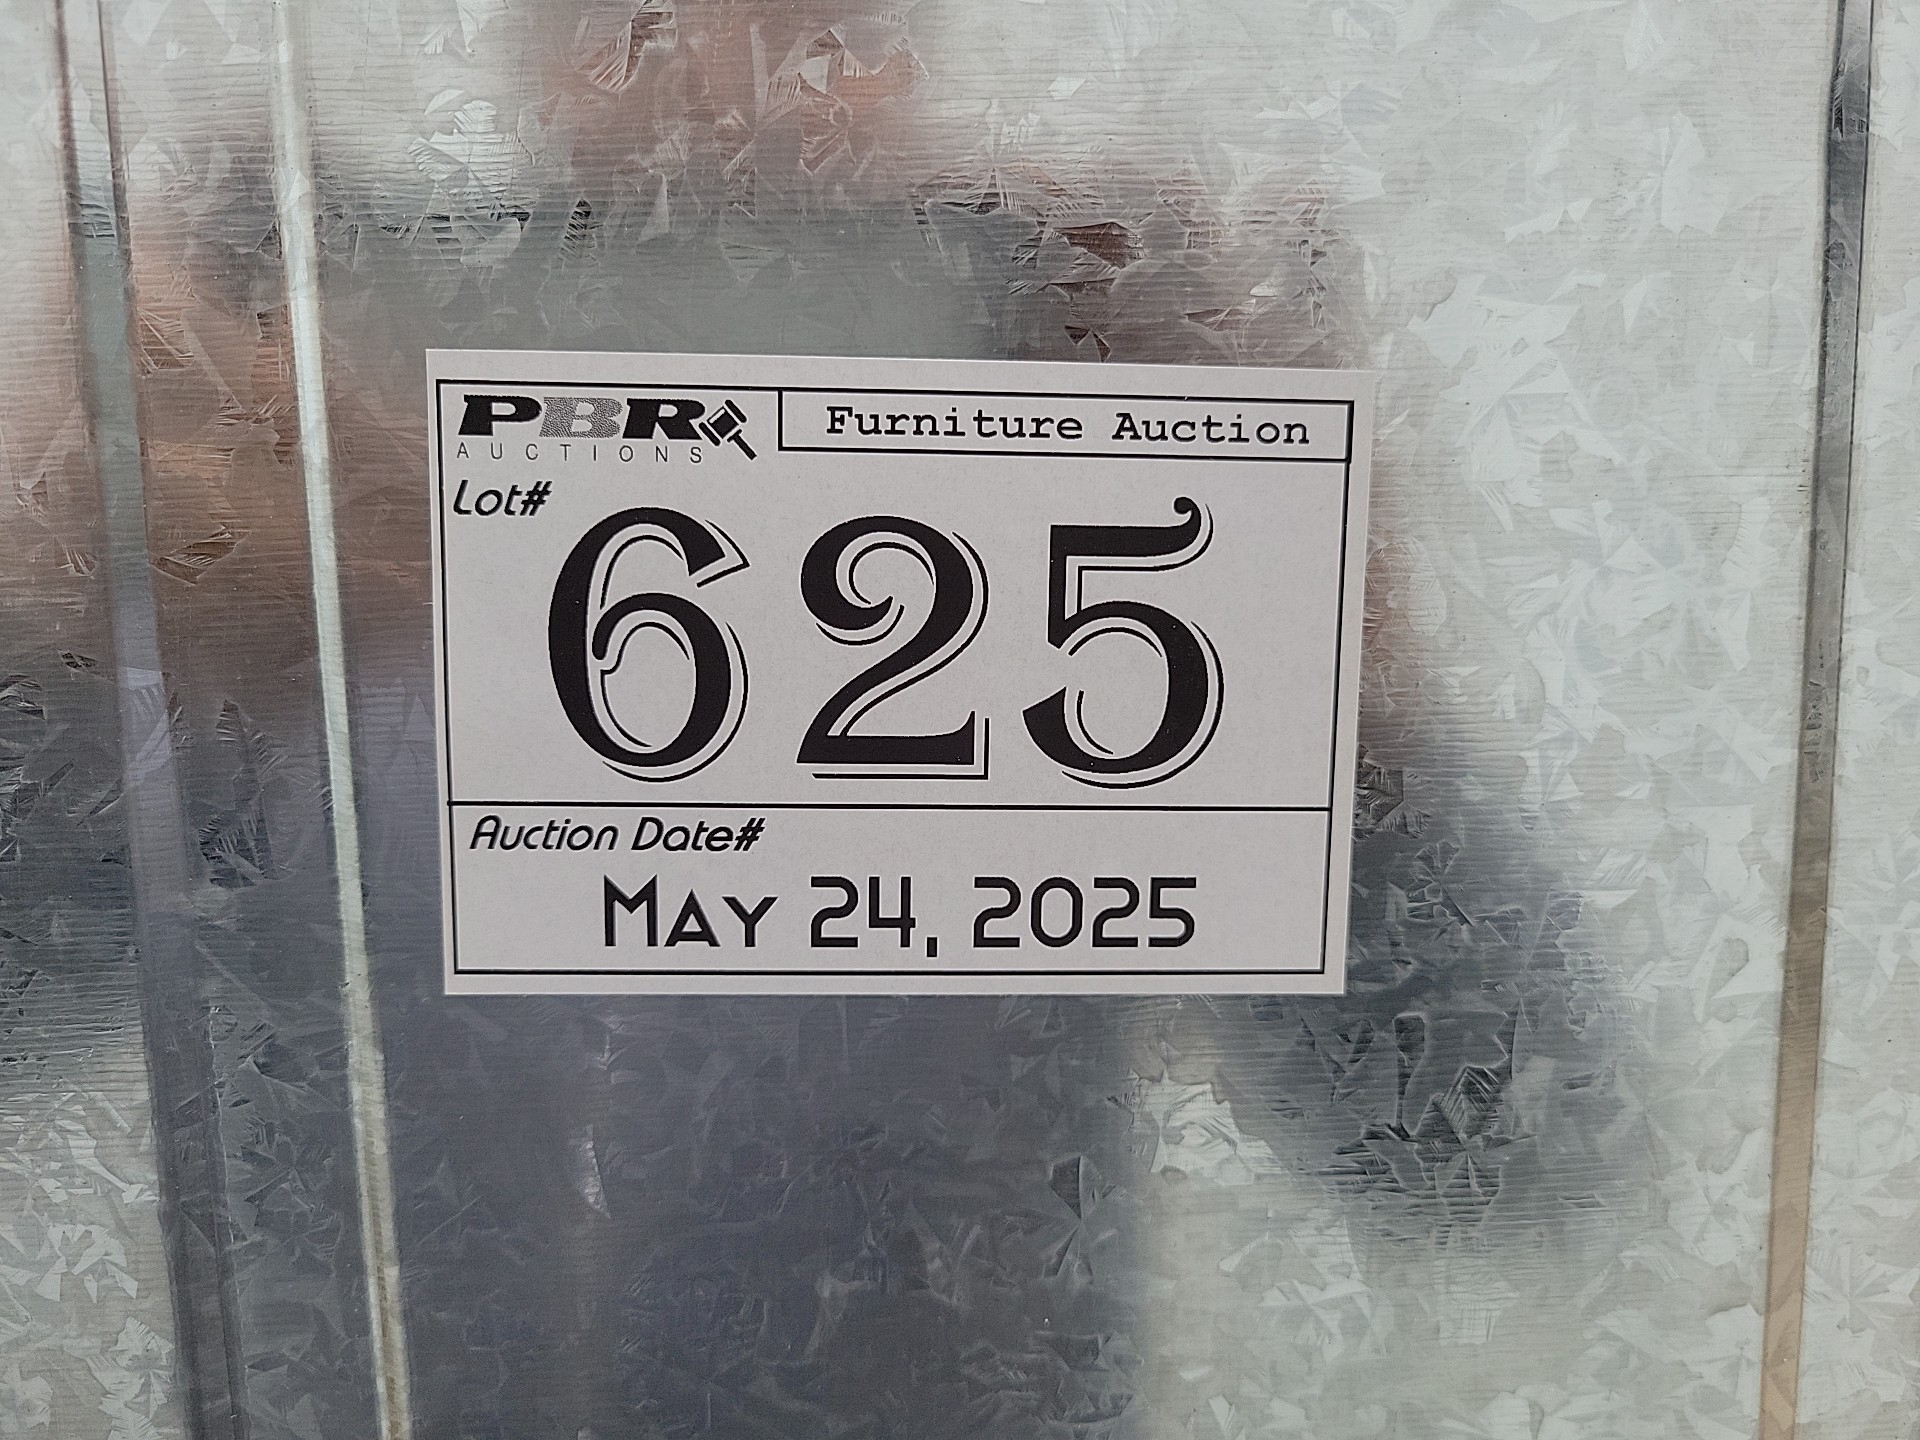 PBR
AUCTIONS
Furniture Auction
Lot#
625
Auction Date#
May 24, 2025